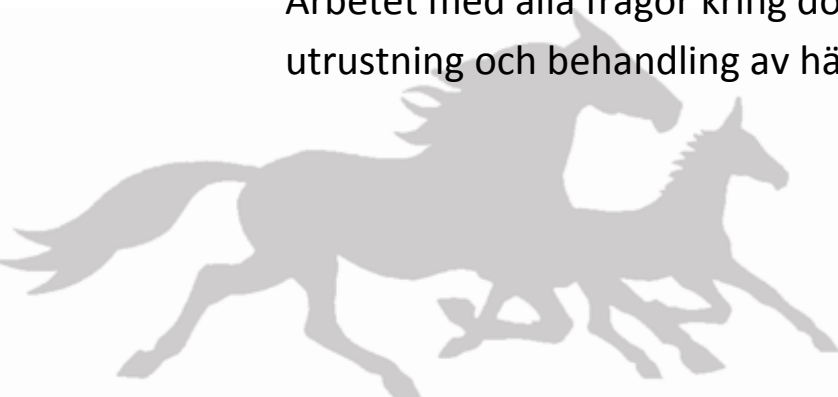 Arbetet med alla frågor kring
utrustning och behandling av